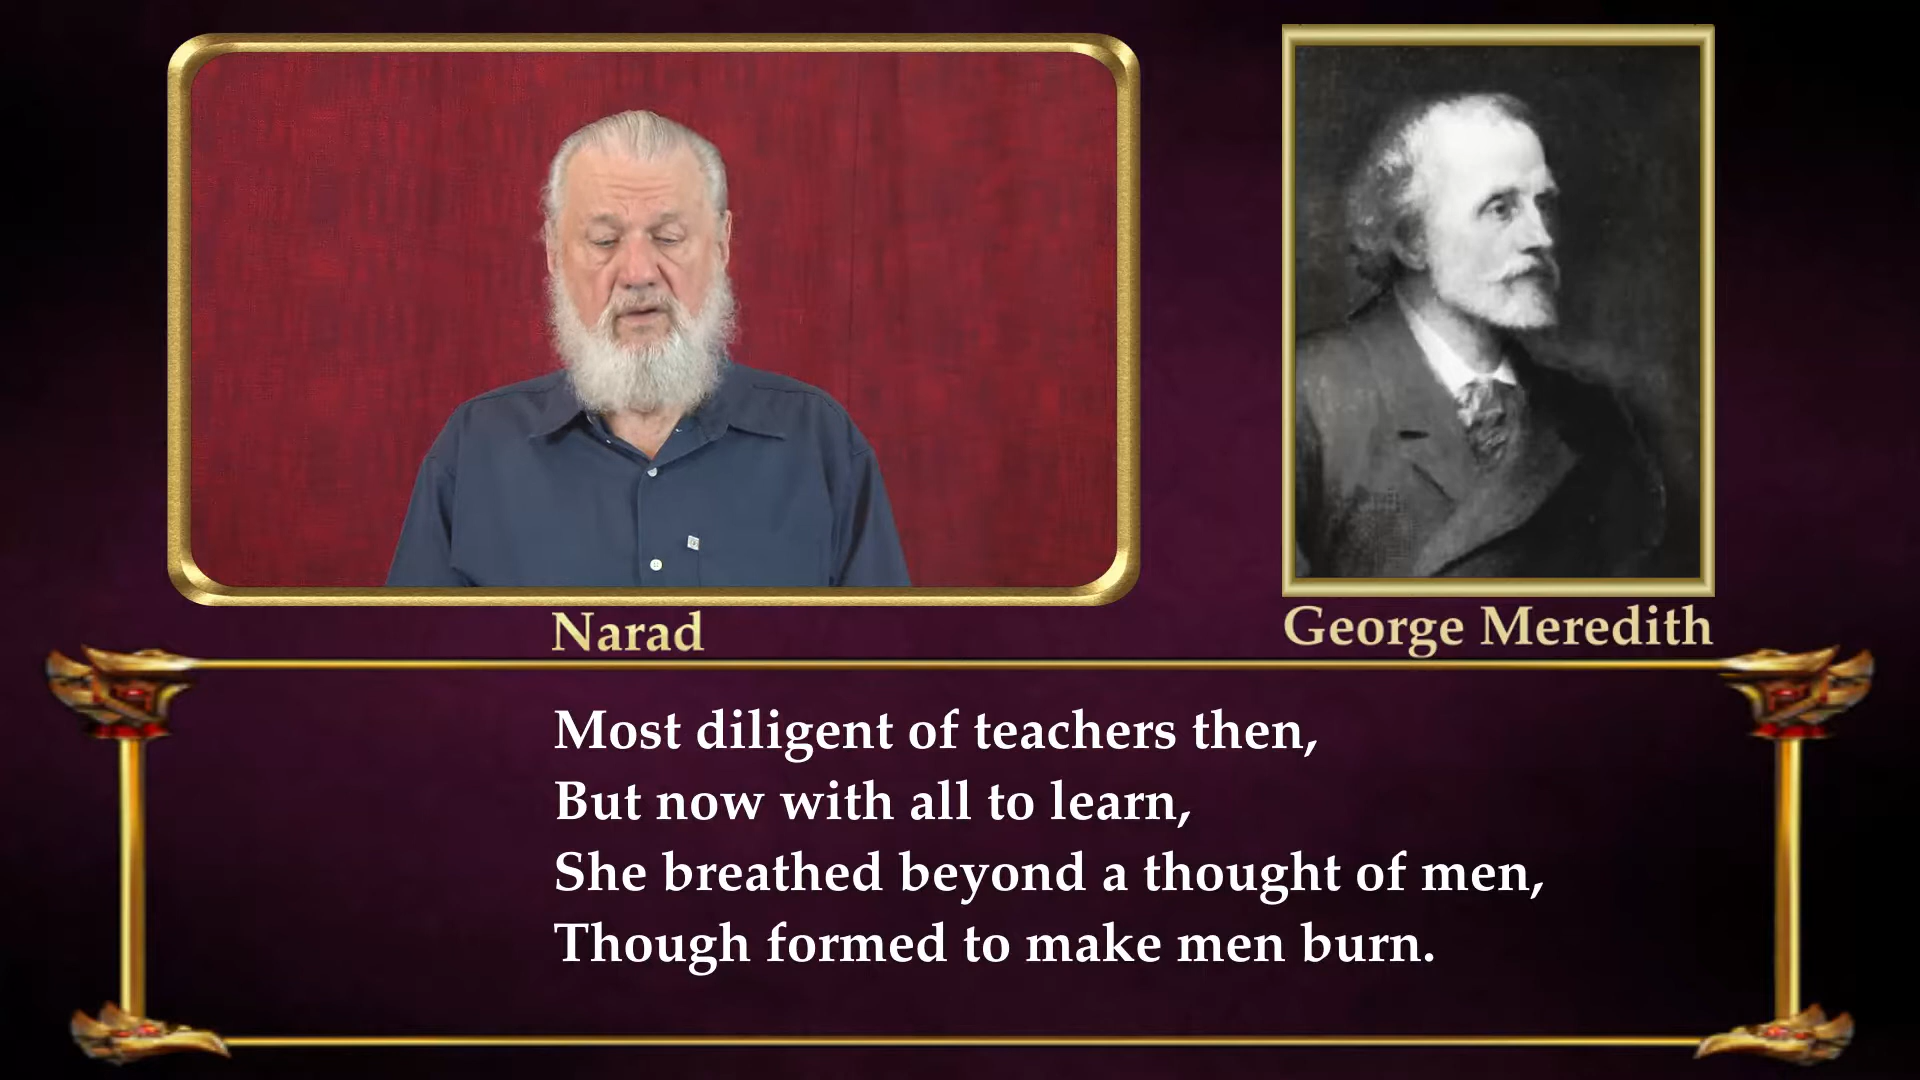 Narad
George Meredith
Most diligent of teachers then,
But now with all to learn,
She breathed beyond a thought of men,
Though formed to make men burn.